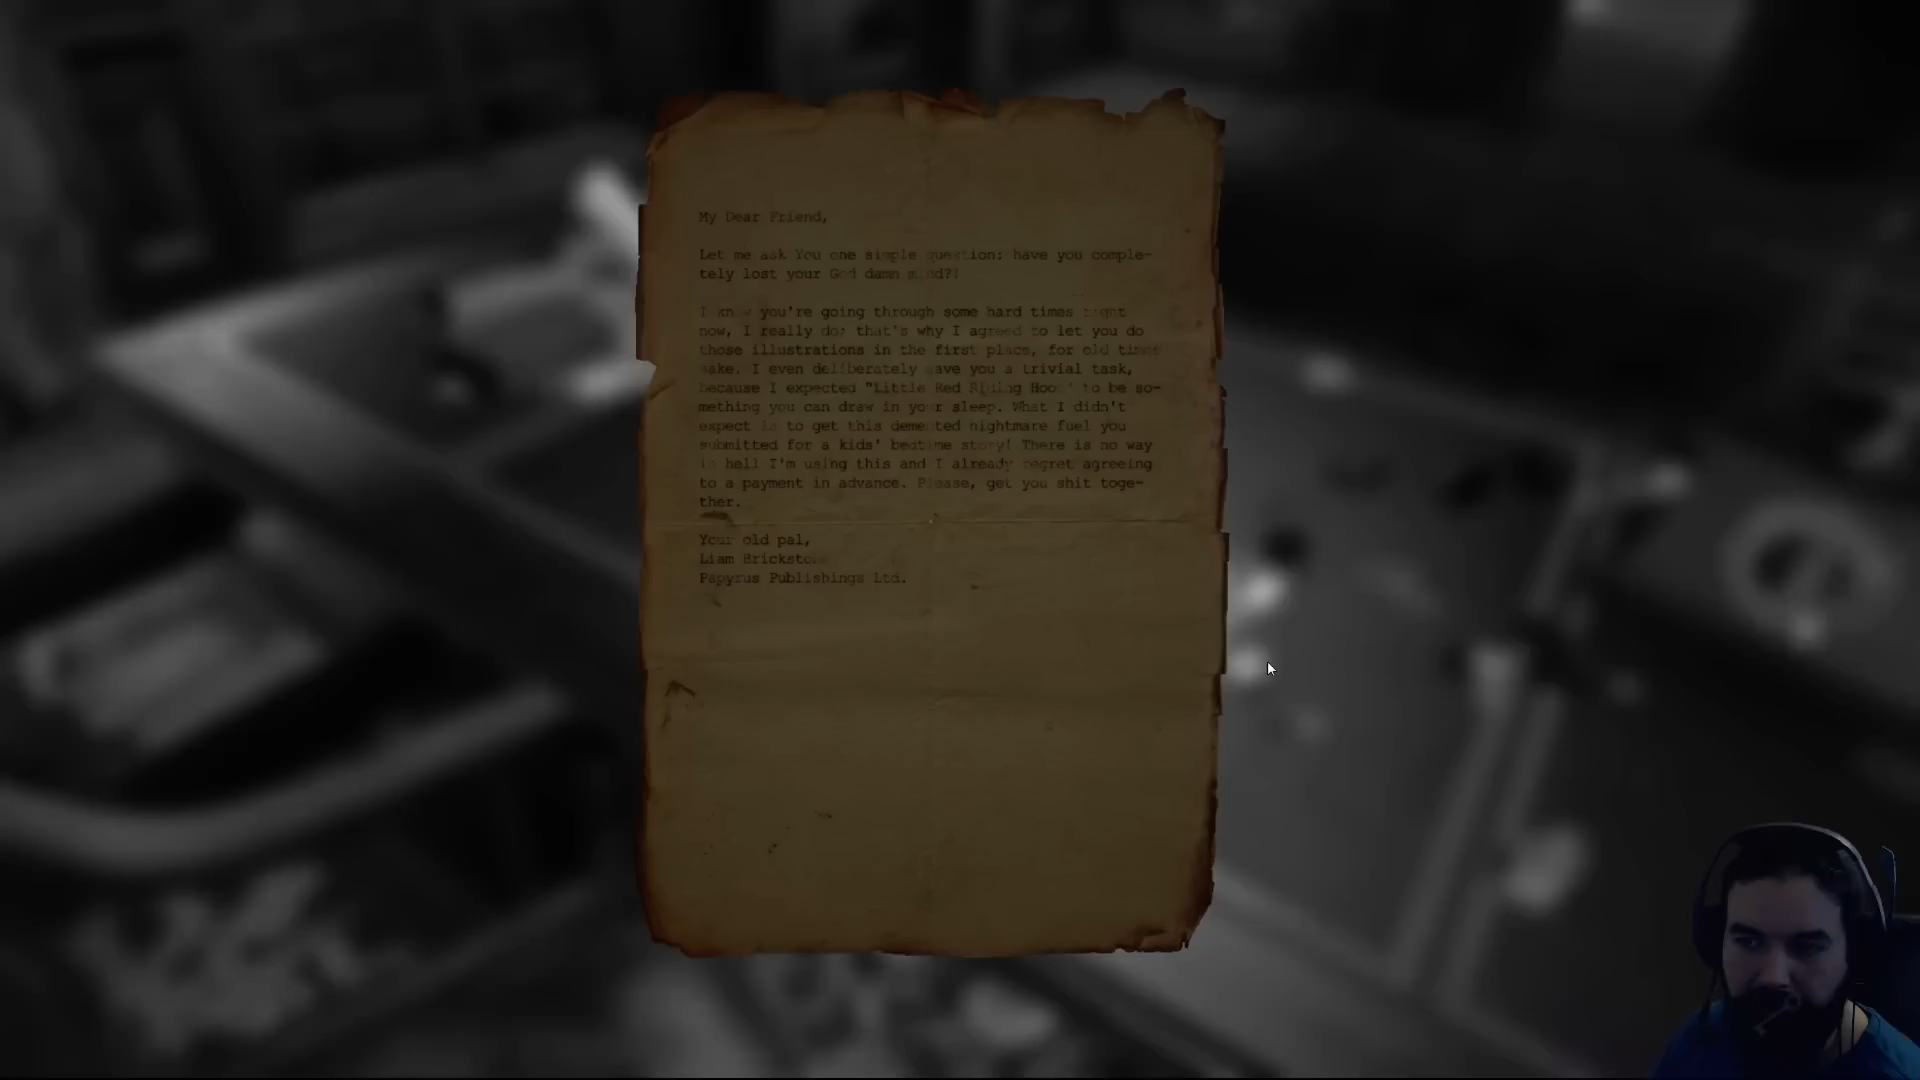 My Dear Friend,
Let me ask You one simple question: have you comple-
tely lost your God damn mind?!
I know you're going through some hard times right
now, I really do; that's why I agreed to let you do
those illustrations in the first place, for old times
sake. I even deliberately gave you a trivial task,
because I expected "Little Red Riding Hood" to be so-
mething you can draw in your sleep. What I didn't
expect is to get this demented nightmare fuel you
submitted for a kids' bedtime story! There is no way
in hell I'm using this and I already regret agreeing
to a payment in advance. Please, get you shit toge-
ther.
Your old pal,
Liam
Papyrus Publishings Ltd.